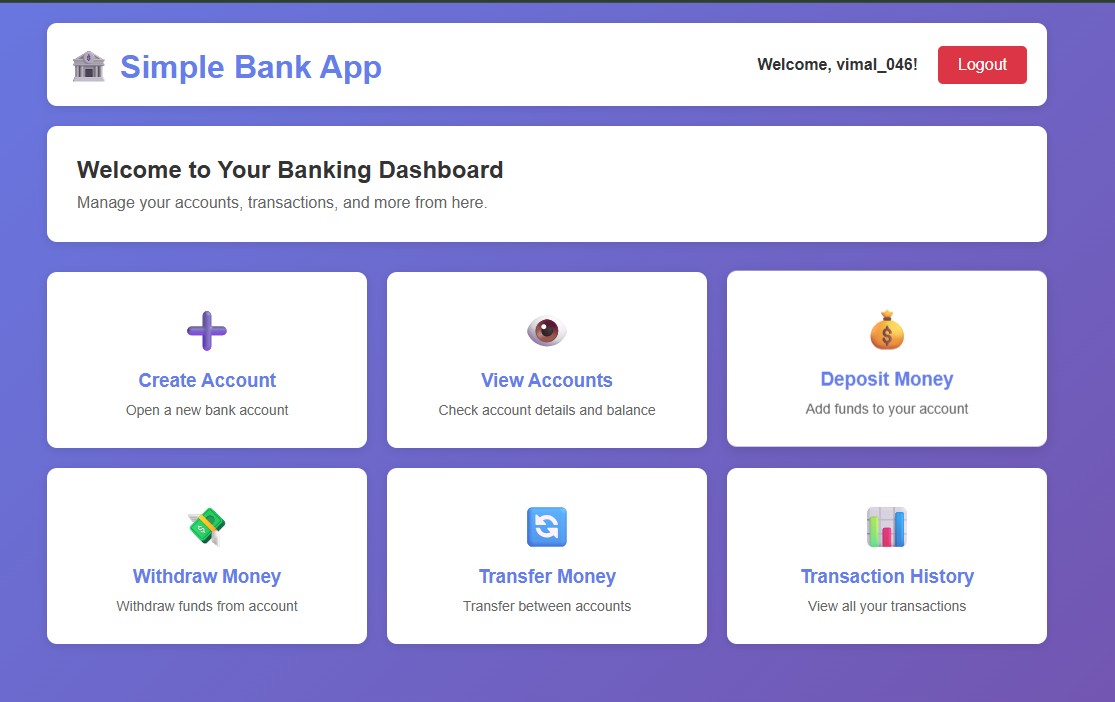 Simple Bank App
Welcome, vimal_046!
Logout
Welcome to Your Banking Dashboard
Manage your accounts, transactions, and more from here.
Create Account
Open a new bank account
View Accounts
Check account details and balance
Deposit Money
Add funds to your account
Withdraw Money
Withdraw funds from account
Transfer Money
Transfer between accounts
Transaction History
View all your transactions